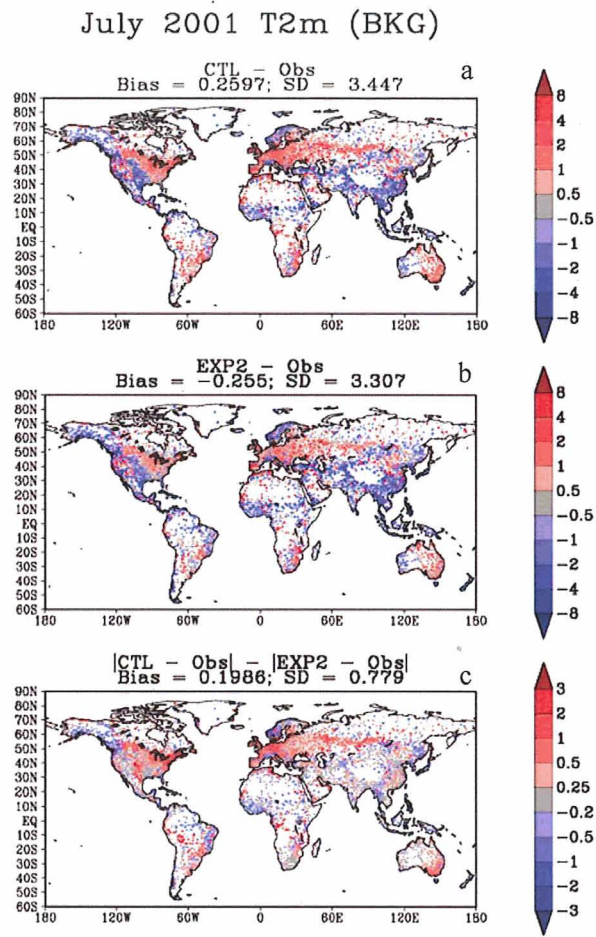 July 2001 T2m (BKG)
CTL - Obs
Bias = 0.2597; SD = 3.447
a
90N
80N
70N
60N
50N
40N
30N
20N
10N
EQ
10S
20S
30S
40S
50S
60S
180 120W 60W 0 60E 120E 180
8
4
2
1
0.5
-0.5
-1
-2
-4
-8
EXP2 - Obs
Bias = -0.255; SD = 3.307
b
90N
80N
70N
60N
50N
40N
30N
20N
10N
EQ
10S
20S
30S
40S
50S
60S
180 120W 60W 0 60E 120E 180
8
4
2
1
0.5
-0.5
-1
-2
-4
-8
|CTL - Obs| - |EXP2 - Obs|
Bias = 0.1986; SD = 0.779
c
90N
80N
70N
60N
50N
40N
30N
20N
10N
EQ
10S
20S
30S
40S
50S
60S
180 120W 60W 0 60E 120E 180
3
2
1
0.5
0.25
-0.2
-0.5
-1
-2
-3